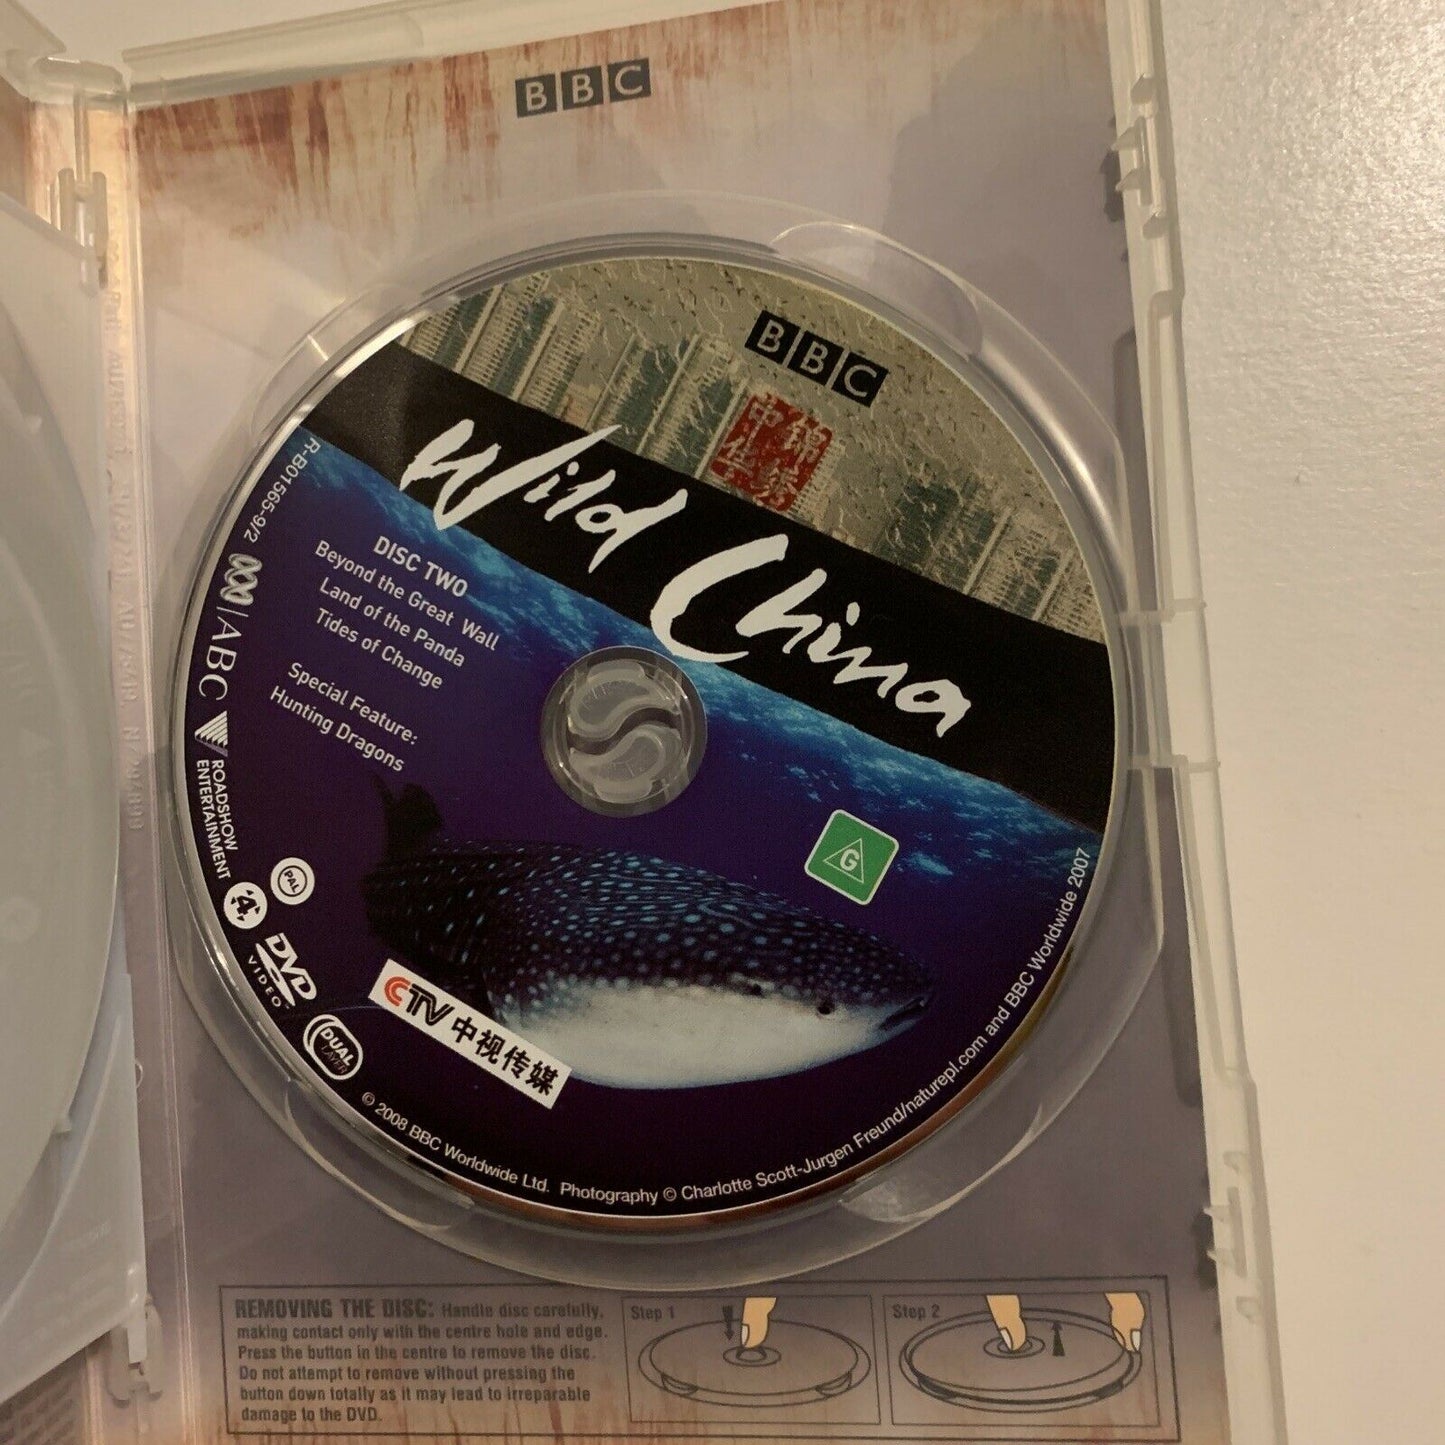 BBC
BBC
錦繡
中華
Wild China
R-B01565-9/2
DISC TWO
Beyond the Great Wall
Land of the Panda
Tides of Change
Special Feature:
Hunting Dragons
ABC
ROADSHOW
ENTERTAINMENT
PAL
4
DVD
VIDEO
DUAL
LAYER
G
CTV 中视传媒
© 2008 BBC Worldwide Ltd. Photography © Charlotte Scott-Jurgen Freund/naturepl.com and BBC Worldwide 2007
REMOVING THE DISC: Handle disc carefully,
making contact only with the centre hole and edge.
Press the button in the centre to remove the disc.
Do not attempt to remove without pressing the
button down totally as it may lead to irreparable
damage to the DVD.
Step 1
Step 2